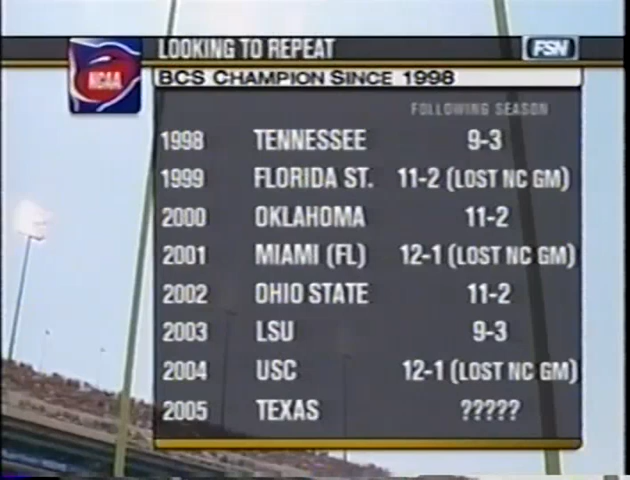 LOOKING TO REPEAT FSN
NCAA
BCS CHAMPION SINCE 1998
FOLLOWING SEASON
1998 TENNESSEE 9-3
1999 FLORIDA ST. 11-2 (LOST NC GM)
2000 OKLAHOMA 11-2
2001 MIAMI (FL) 12-1 (LOST NC GM)
2002 OHIO STATE 11-2
2003 LSU 9-3
2004 USC 12-1 (LOST NC GM)
2005 TEXAS ?????